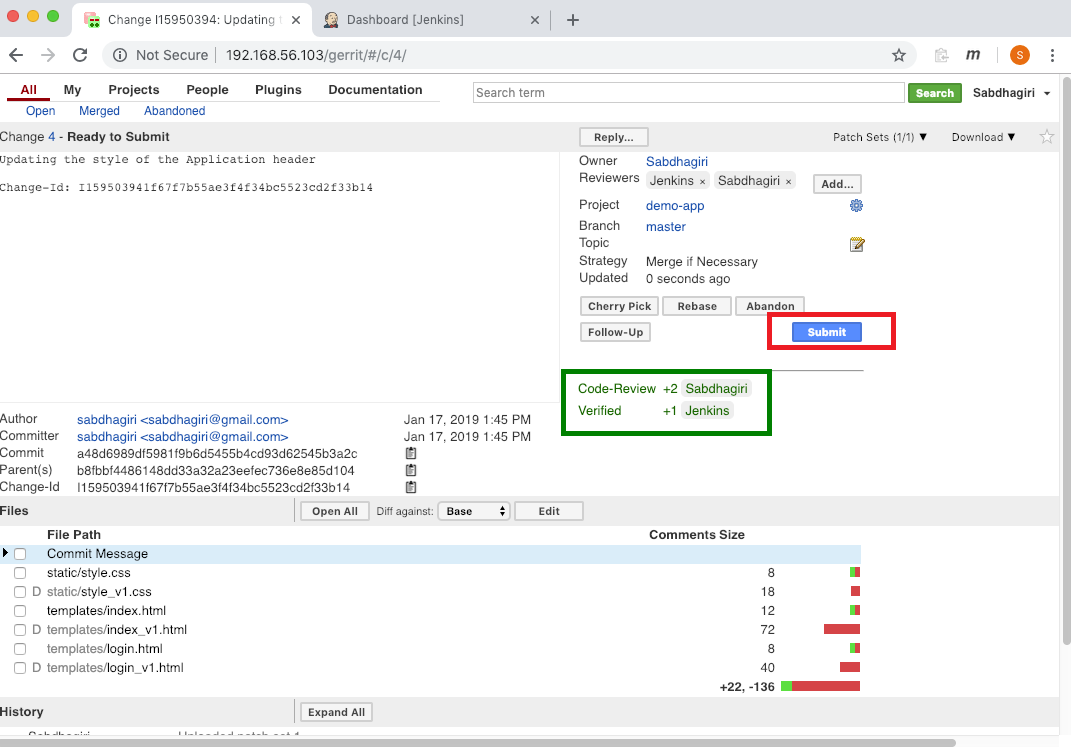 Change I15950394: Updating t
Dashboard [Jenkins]
Not Secure 192.168.56.103/gerrit/#/c/4/
m S
All My Projects People Plugins Documentation
Search term Search Sabdhagiri
Open Merged Abandoned
Change 4 - Ready to Submit
Reply...
Patch Sets (1/1) ▼ Download ▼
Updating the style of the Application header
Change-Id: I159503941f67f7b55ae3f4f34bc5523cd2f33b14
Owner Sabdhagiri
Reviewers Jenkins × Sabdhagiri × Add...
Project demo-app
Branch master
Topic
Strategy Merge if Necessary
Updated 0 seconds ago
Cherry Pick Rebase Abandon
Follow-Up Submit
Code-Review +2 Sabdhagiri
Verified +1 Jenkins
Author sabdhagiri <sabdhagiri@gmail.com> Jan 17, 2019 1:45 PM
Committer sabdhagiri <sabdhagiri@gmail.com> Jan 17, 2019 1:45 PM
Commit a48d6989df5981f9b6d5455b4cd93d62545b3a2c
Parent(s) b8fbbf4486148dd33a32a23eefec736e8e85d104
Change-Id I159503941f67f7b55ae3f4f34bc5523cd2f33b14
Files Open All Diff against: Base Edit
File Path Comments Size
Commit Message
static/style.css 8
D static/style_v1.css 18
templates/index.html 12
D templates/index_v1.html 72
templates/login.html 8
D templates/login_v1.html 40
+22, -136
History Expand All
Sabdhagiri Uploaded patch set 1